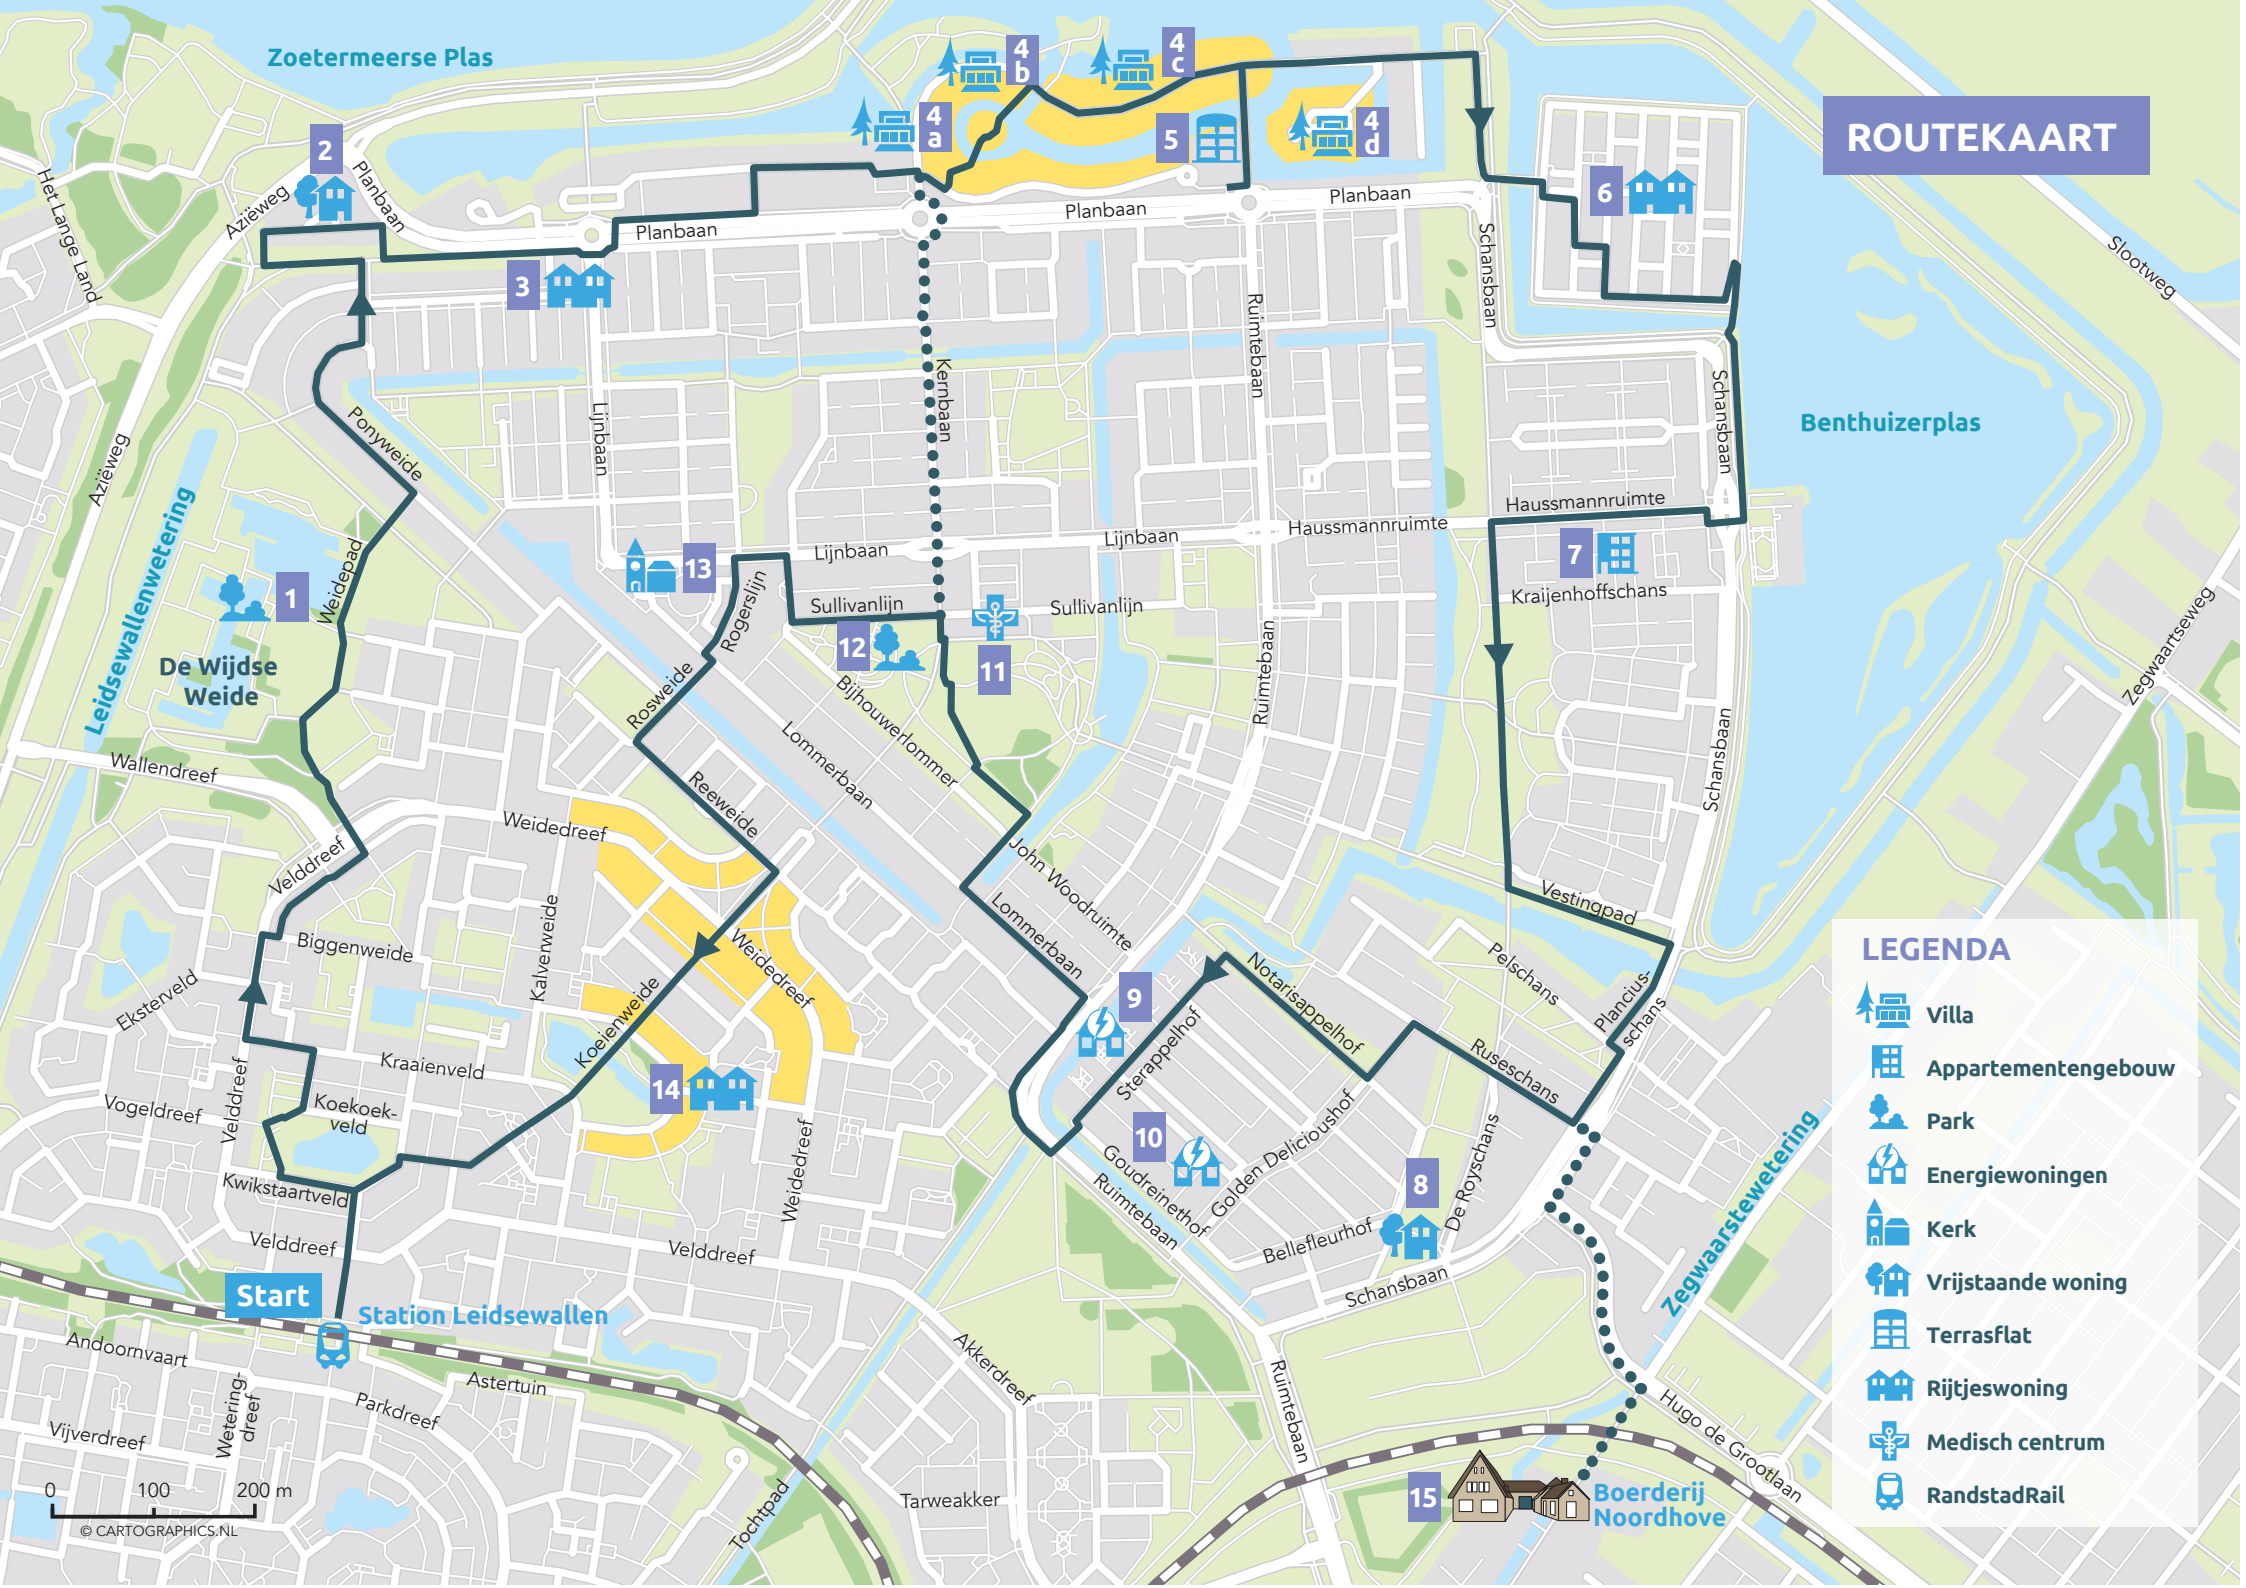 ROUTEKAART
Zoetermeerse Plas
Het Lange Land
Aziëweg
Planbaan
2
3
Planbaan
4
a
4
b
4
c
5
4
d
Planbaan
Planbaan
6
Slootweg
Schansbaan
Ruimtebaan
Kernbaan
Lijnbaan
Ponyweide
Aziëweg
Leidsewallenwetering
Schansbaan
Benthuizerplas
Haussmannruimte
Haussmannruimte
7
Kraijenhoffschans
Lijnbaan
Lijnbaan
13
Rogerslijn
Sullivanlijn
Sullivanlijn
12
11
Weidepad
1
De Wijdse
Weide
Rosweide
Bijhouwerlommer
Ruimtebaan
Zegwaartseweg
Schansbaan
Wallendreef
Lommerbaan
Reeweide
Weidedreef
Velddreef
John Woodruimte
Lommerbaan
Vestingpad
Biggenweide
Kalverweide
Weidedreef
Pelschans
Plancius-
schans
Notarisappelhof
Eksterveld
Koeienweide
9
Sterappelhof
Ruseschans
Kraaienveld
14
Vogeldreef
Velddreef
Koekoek-
veld
10
Goudreinethof
Golden Delicioushof
De Royschans
8
Kwikstaartveld
Weidedreef
Ruimtebaan
Bellefleurhof
Schansbaan
Zegwaarstewetering
Velddreef
Velddreef
Start
Station Leidsewallen
Andoornvaart
Astertuin
Parkdreef
Wetering-
dreef
Vijverdreef
Akkerdreef
Ruimtebaan
Hugo de Grootlaan
Tarweakker
Tochtpad
15
Boerderij
Noordhove
0 100 200 m
© CARTOGRAPHICS.NL
LEGENDA
Villa
Appartementengebouw
Park
Energiewoningen
Kerk
Vrijstaande woning
Terrasflat
Rijtjeswoning
Medisch centrum
RandstadRail